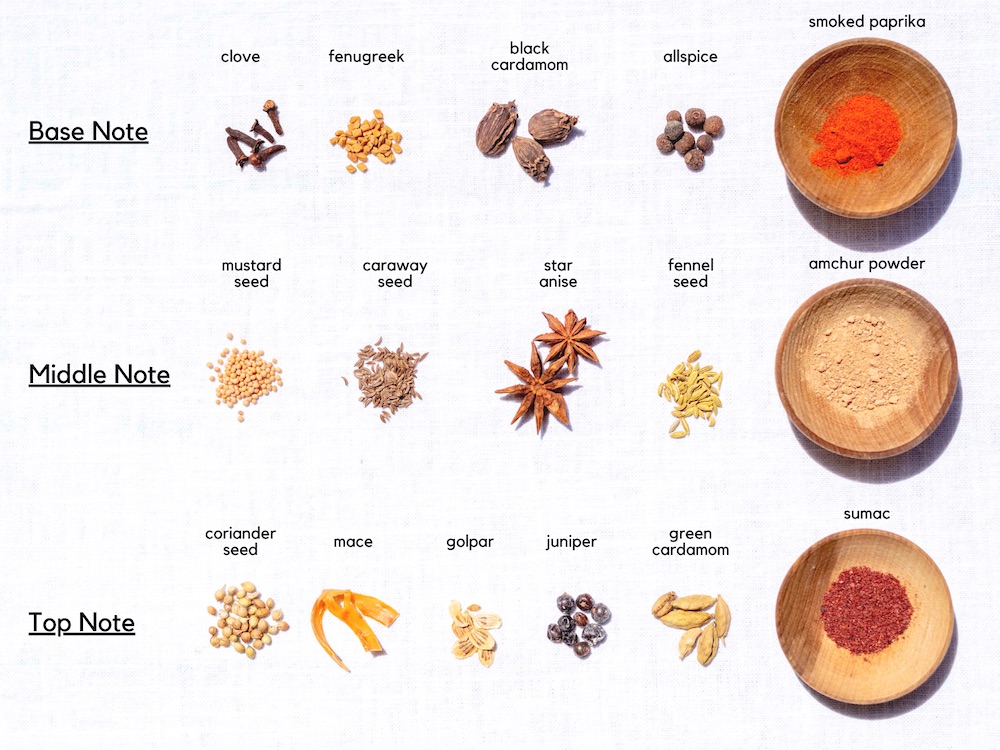 smoked paprika
clove
fenugreek
black
cardamom
allspice
Base Note
mustard
seed
caraway
seed
star
anise
fennel
seed
amchur powder
Middle Note
coriander
seed
mace
golpar
juniper
green
cardamom
sumac
Top Note